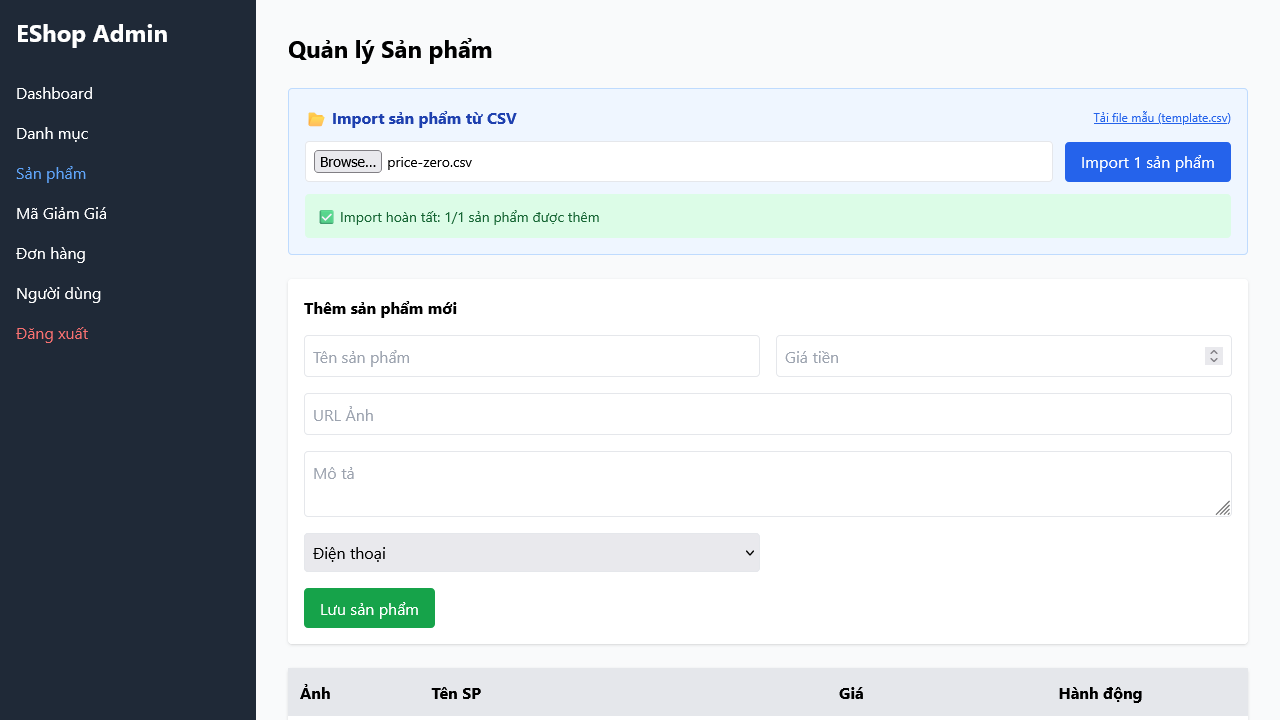 EShop Admin
Dashboard
Danh mục
Sản phẩm
Mã Giảm Giá
Đơn hàng
Người dùng
Đăng xuất
Quản lý Sản phẩm
Import sản phẩm từ CSV
Tải file mẫu (template.csv)
Browse... price-zero.csv
Import 1 sản phẩm
Import hoàn tất: 1/1 sản phẩm được thêm
Thêm sản phẩm mới
Tên sản phẩm
Giá tiền
URL Ảnh
Mô tả
Điện thoại
Lưu sản phẩm
Ảnh Tên SP Giá Hành động